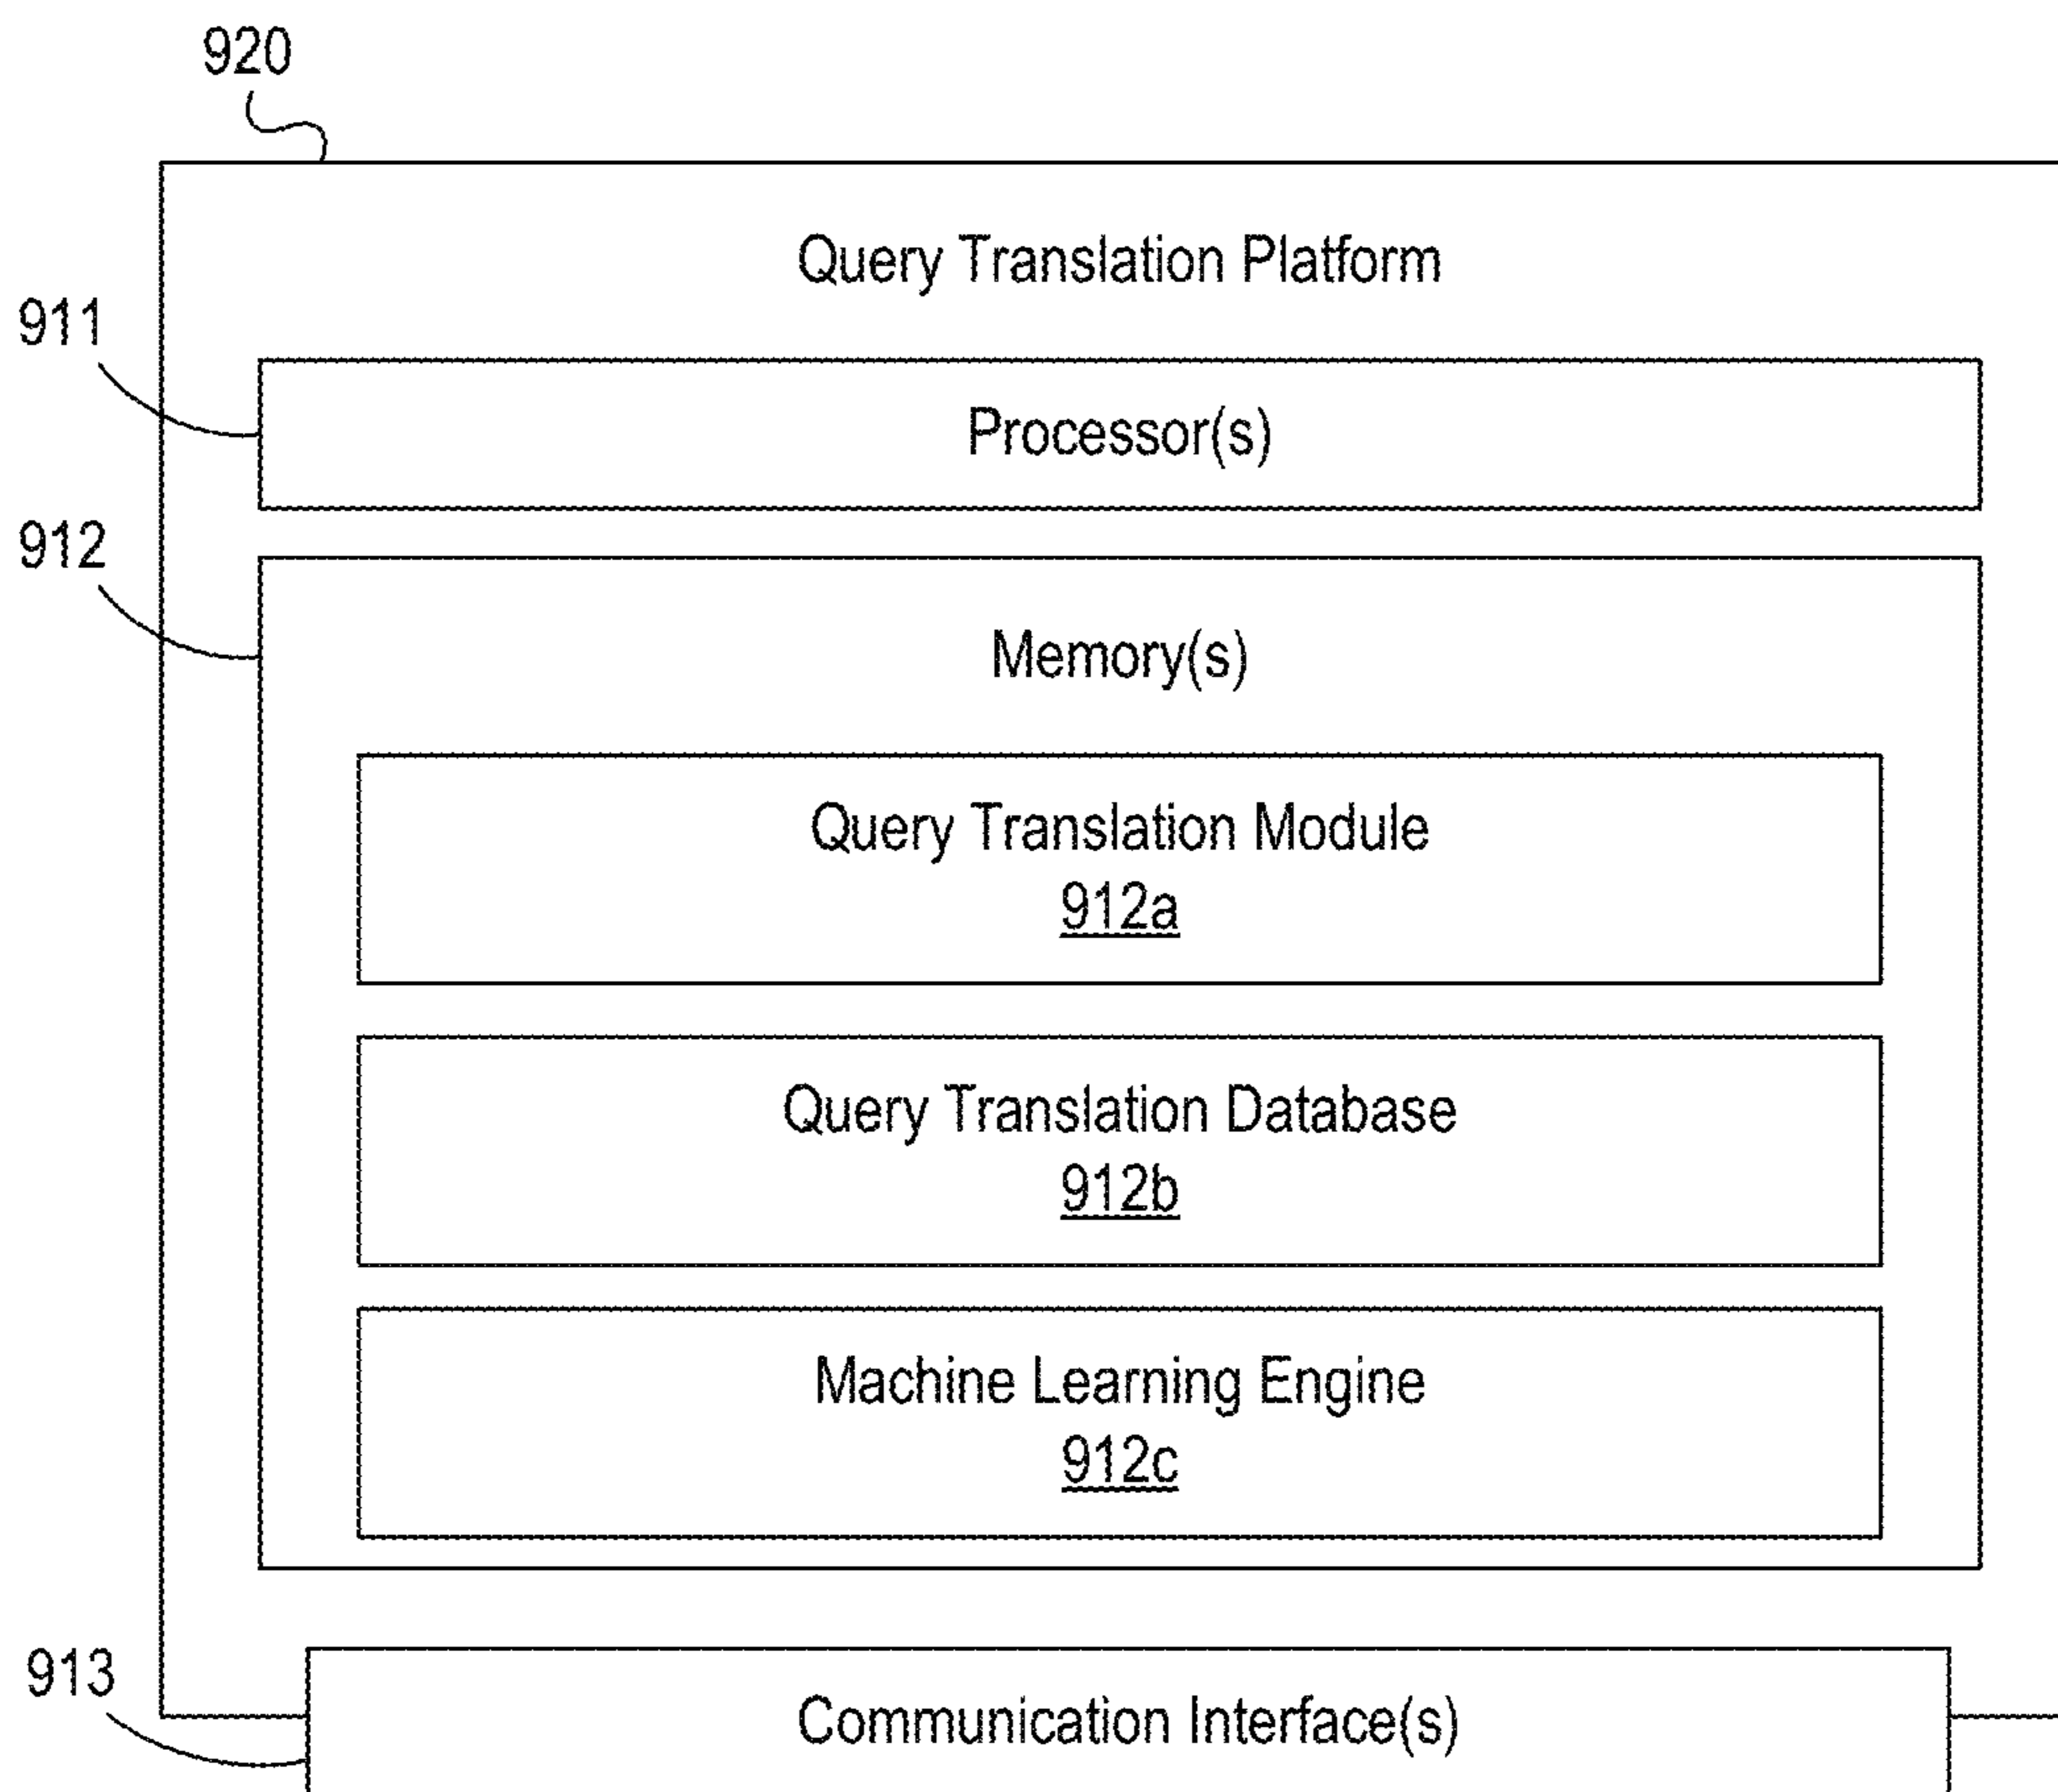 920
Query Translation Platform
911
Processor(s)
912
Memory(s)
Query Translation Module
912a
Query Translation Database
912b
Machine Learning Engine
912c
913
Communication Interface(s)